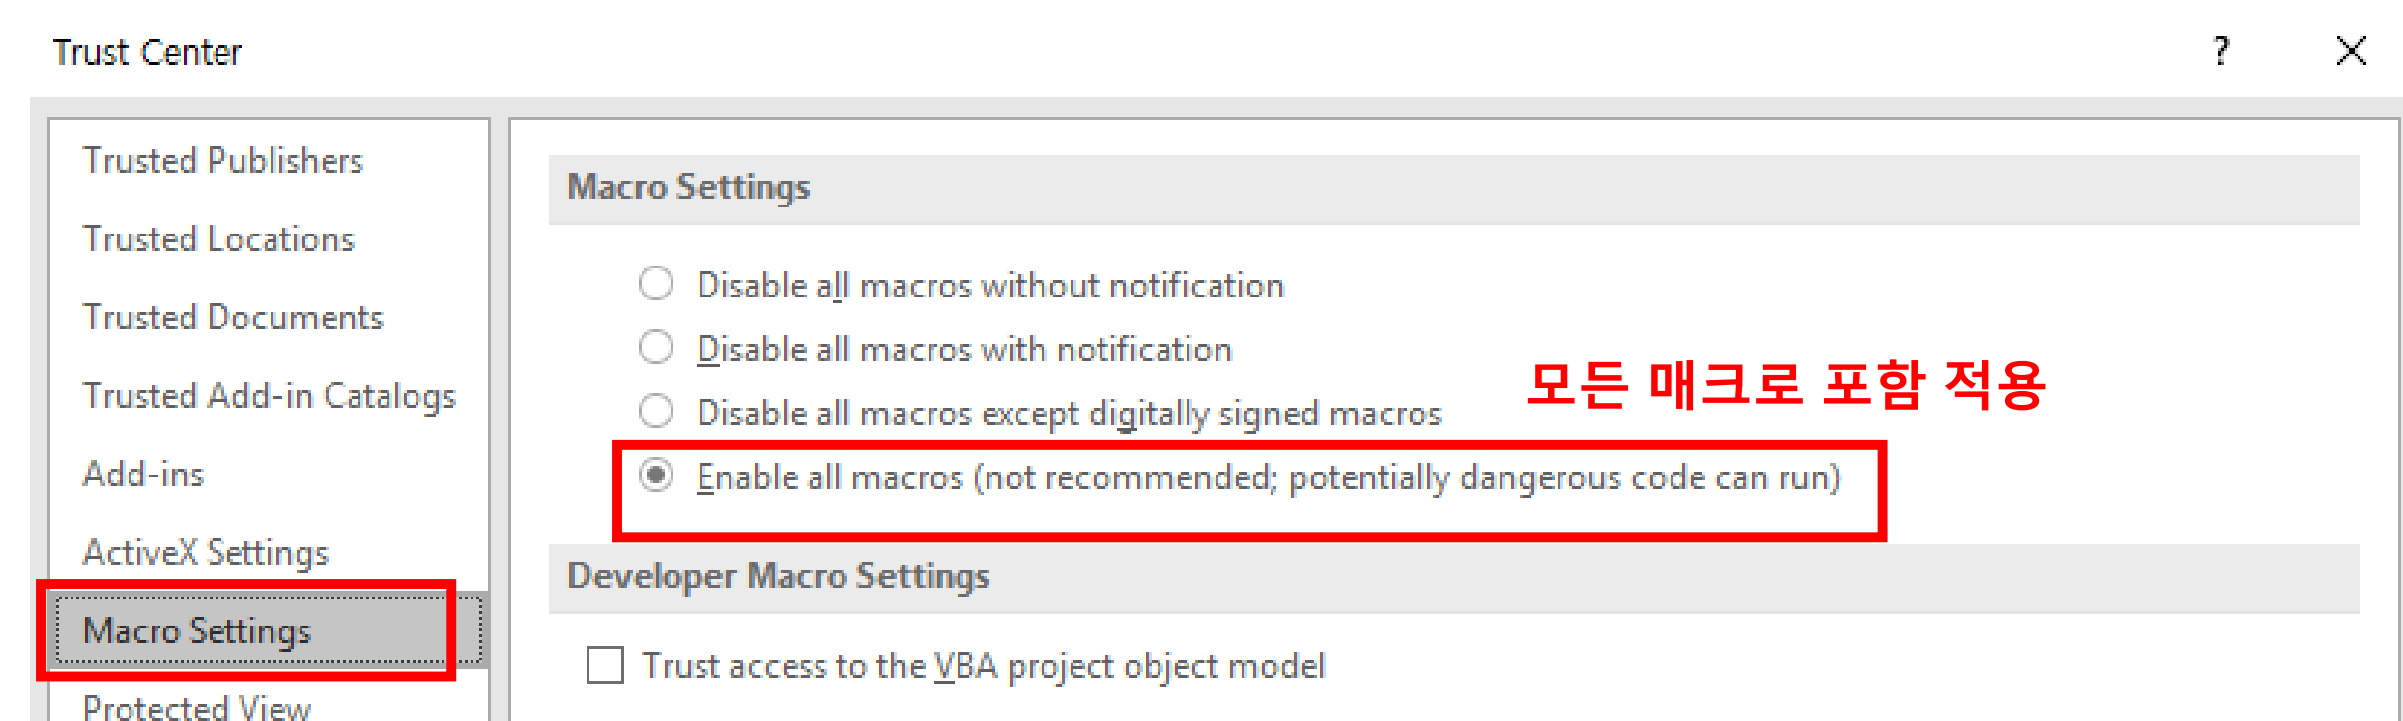 Trust Center
?
Trusted Publishers
Trusted Locations
Trusted Documents
Trusted Add-in Catalogs
Add-ins
ActiveX Settings
Macro Settings
Protected View
Macro Settings
Disable all macros without notification
Disable all macros with notification
모든 매크로 포함 적용
Disable all macros except digitally signed macros
Enable all macros (not recommended; potentially dangerous code can run)
Developer Macro Settings
Trust access to the VBA project object model